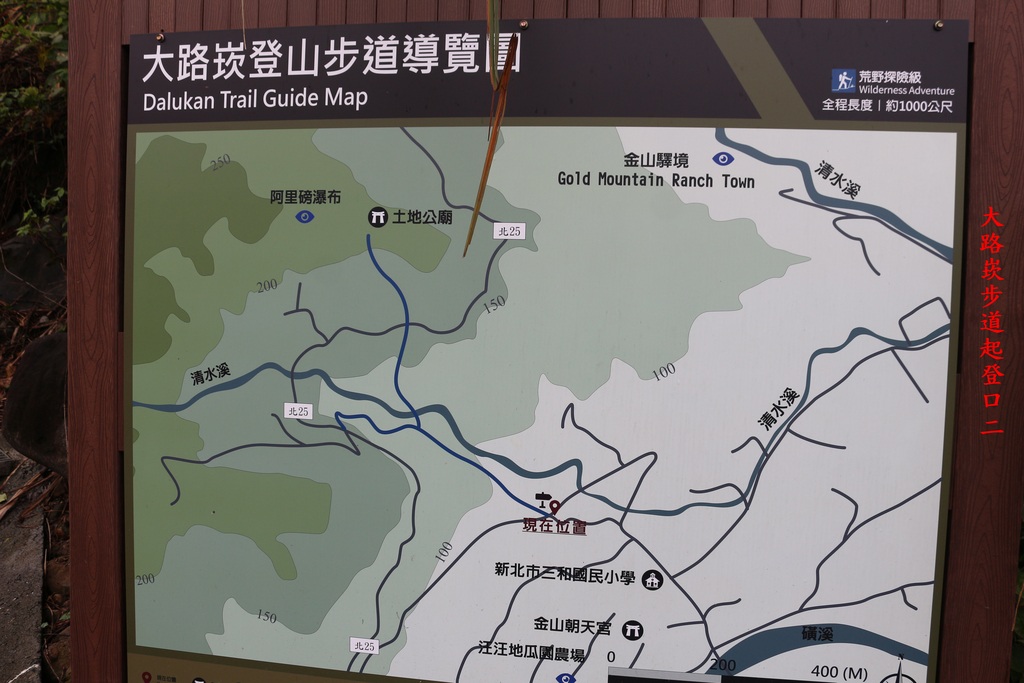 大路崁登山步道導覽圖
Dalukan Trail Guide Map
荒野探險級
Wilderness Adventure
全程長度｜約1000公尺
金山驛境
Gold Mountain Ranch Town
清水溪
250
阿里磅瀑布
土地公廟
北25
200
150
大路崁步道起登口二
清水溪
100
北25
清水溪
現在位置
100
新北市三和國民小學
200
150
金山朝天宮
磺溪
北25
汪汪地瓜園農場
0
200
400 (M)
N